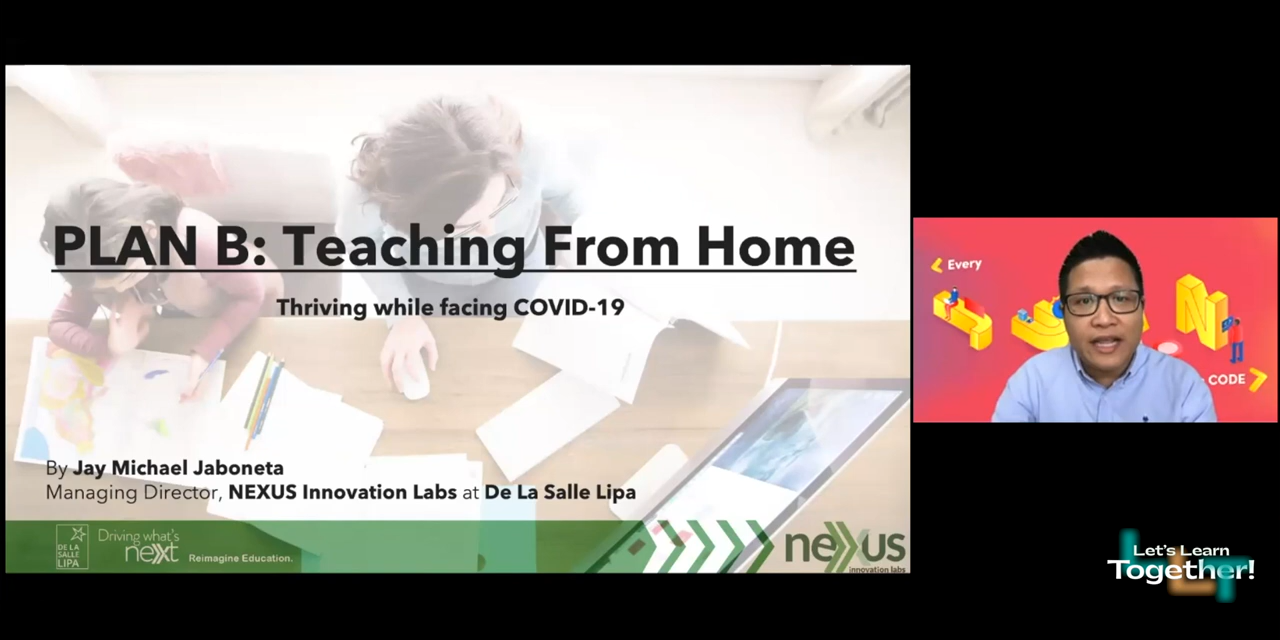 PLAN B: Teaching From Home
Thriving while facing COVID-19
By Jay Michael Jaboneta
Managing Director, NEXUS Innovation Labs at De La Salle Lipa
DE LA
SALLE
LIPA
Driving what's
next
Reimagine Education.
nexus
innovation labs
Every
N
CODE
Let's Learn
Together!